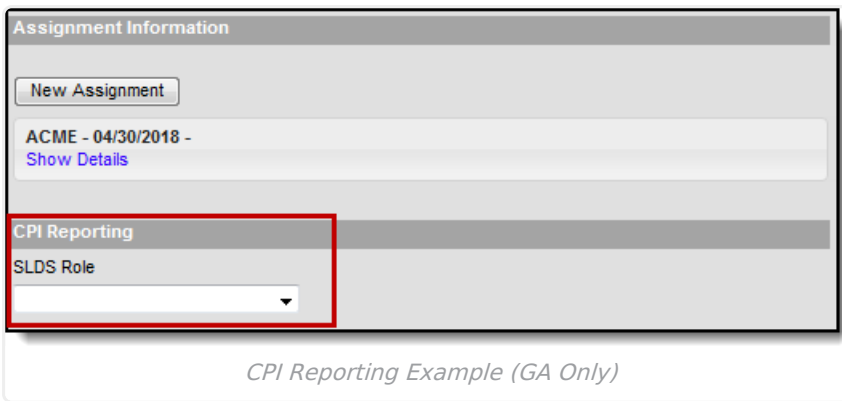 Assignment Information
New Assignment
ACME - 04/30/2018 -
Show Details
CPI Reporting
SLDS Role
CPI Reporting Example (GA Only)